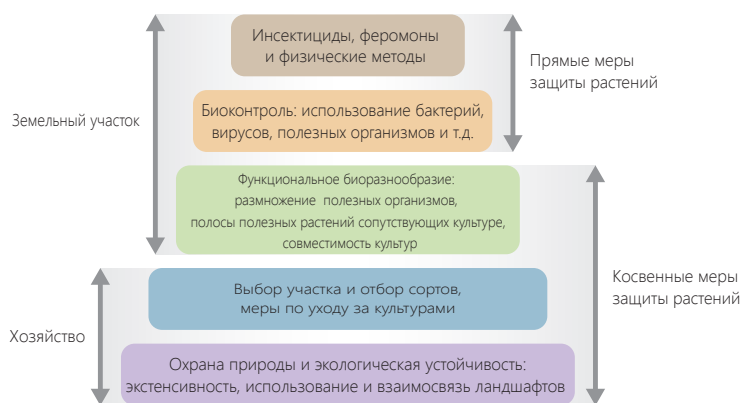 Инсектициды, феромоны
и физические методы
Прямые меры
защиты растений
Биоконтроль: использование бактерий,
вирусов, полезных организмов и т.д.
Земельный участок
Функциональное биоразнообразие:
размножение полезных организмов,
полосы полезных растений сопутствующих культуре,
совместимость культур
Косвенные меры
защиты растений
Выбор участка и отбор сортов,
меры по уходу за культурами
Хозяйство
Охрана природы и экологическая устойчивость:
экстенсивность, использование и взаимосвязь ландшафтов